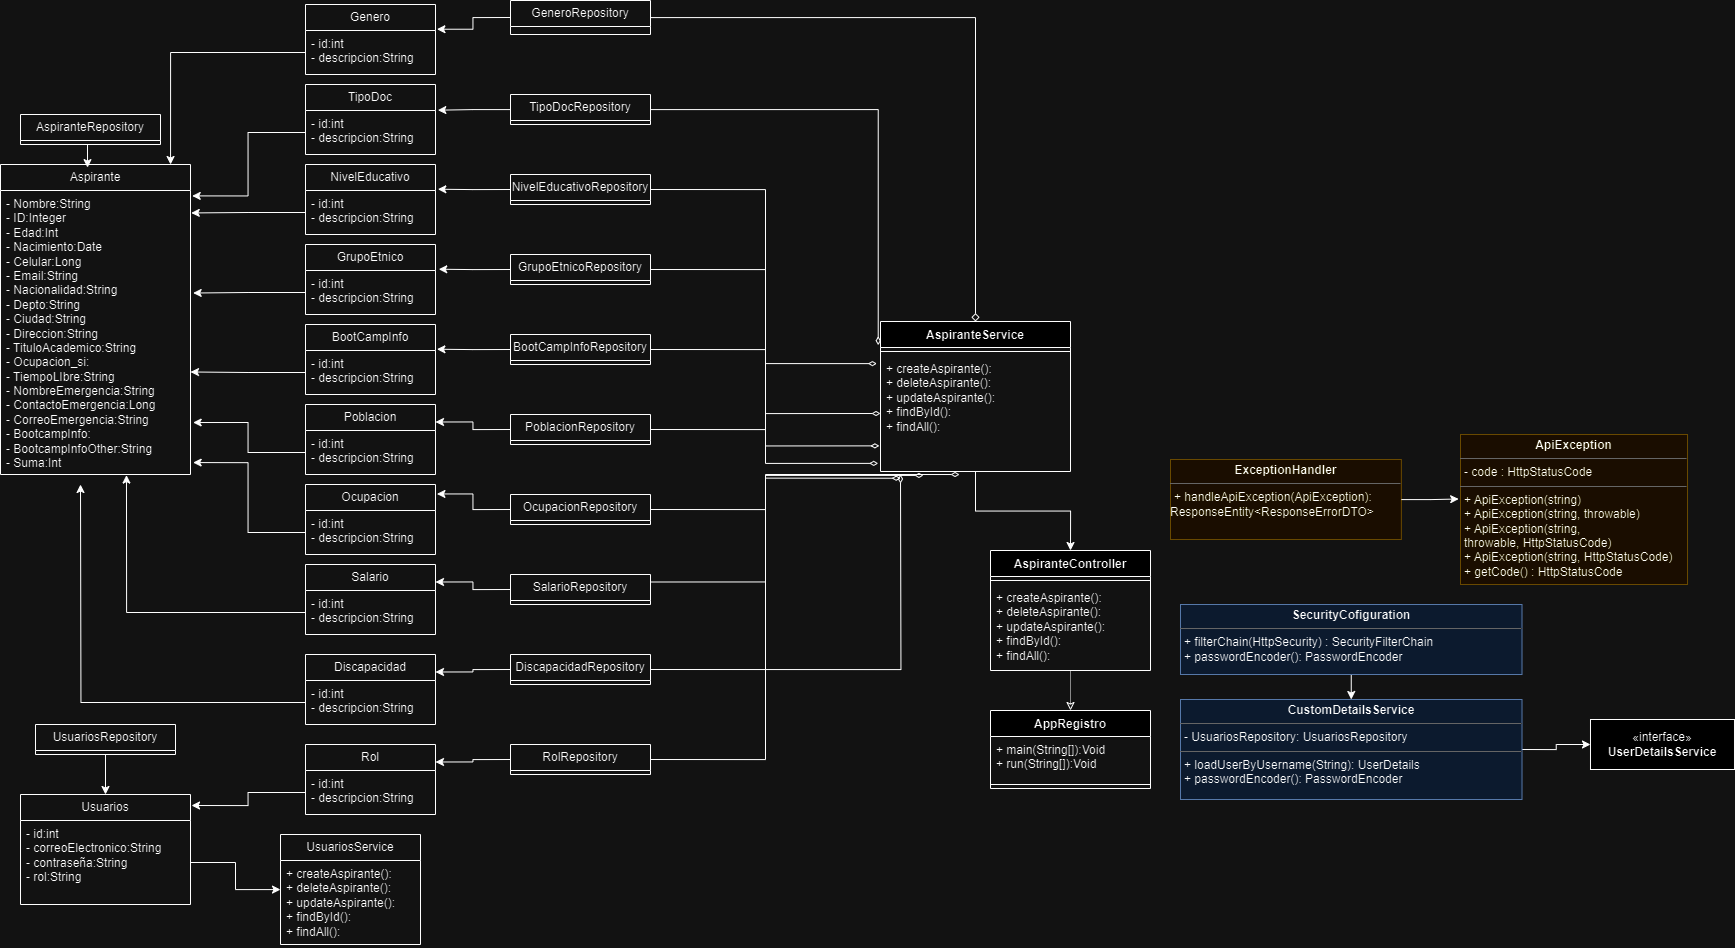 Genero
- id:int
- descripcion:String
GeneroRepository
TipoDoc
- id:int
- descripcion:String
TipoDocRepository
AspiranteRepository
Aspirante
- Nombre:String
- ID:Integer
- Edad:Int
- Nacimiento:Date
- Celular:Long
- Email:String
- Nacionalidad:String
- Depto:String
- Ciudad:String
- Direccion:String
- TituloAcademico:String
- Ocupacion_si:
- TiempoLIbre:String
- NombreEmergencia:String
- ContactoEmergencia:Long
- CorreoEmergencia:String
- BootcampInfo:
- BootcampInfoOther:String
- Suma:Int
NivelEducativo
- id:int
- descripcion:String
NivelEducativoRepository
GrupoEtnico
- id:int
- descripcion:String
GrupoEtnicoRepository
BootCampInfo
- id:int
- descripcion:String
BootCampInfoRepository
Poblacion
- id:int
- descripcion:String
PoblacionRepository
Ocupacion
- id:int
- descripcion:String
OcupacionRepository
Salario
- id:int
- descripcion:String
SalarioRepository
Discapacidad
- id:int
- descripcion:String
DiscapacidadRepository
Rol
- id:int
- descripcion:String
RolRepository
UsuariosRepository
Usuarios
- id:int
- correoElectronico:String
- contraseña:String
- rol:String
UsuariosService
+ createAspirante():
+ deleteAspirante():
+ updateAspirante():
+ findById():
+ findAll():
AspiranteService
+ createAspirante():
+ deleteAspirante():
+ updateAspirante():
+ findById():
+ findAll():
AspiranteController
+ createAspirante():
+ deleteAspirante():
+ updateAspirante():
+ findById():
+ findAll():
AppRegistro
+ main(String[]):Void
+ run(String[]):Void
ExceptionHandler
+ handleApiException(ApiException):
ResponseEntity<ResponseErrorDTO>
ApiException
- code : HttpStatusCode
+ ApiException(string)
+ ApiException(string, throwable)
+ ApiException(string,
throwable, HttpStatusCode)
+ ApiException(string, HttpStatusCode)
+ getCode() : HttpStatusCode
SecurityCofiguration
+ filterChain(HttpSecurity) : SecurityFilterChain
+ passwordEncoder(): PasswordEncoder
CustomDetailsService
- UsuariosRepository: UsuariosRepository
+ loadUserByUsername(String): UserDetails
+ passwordEncoder(): PasswordEncoder
«interface»
UserDetailsService